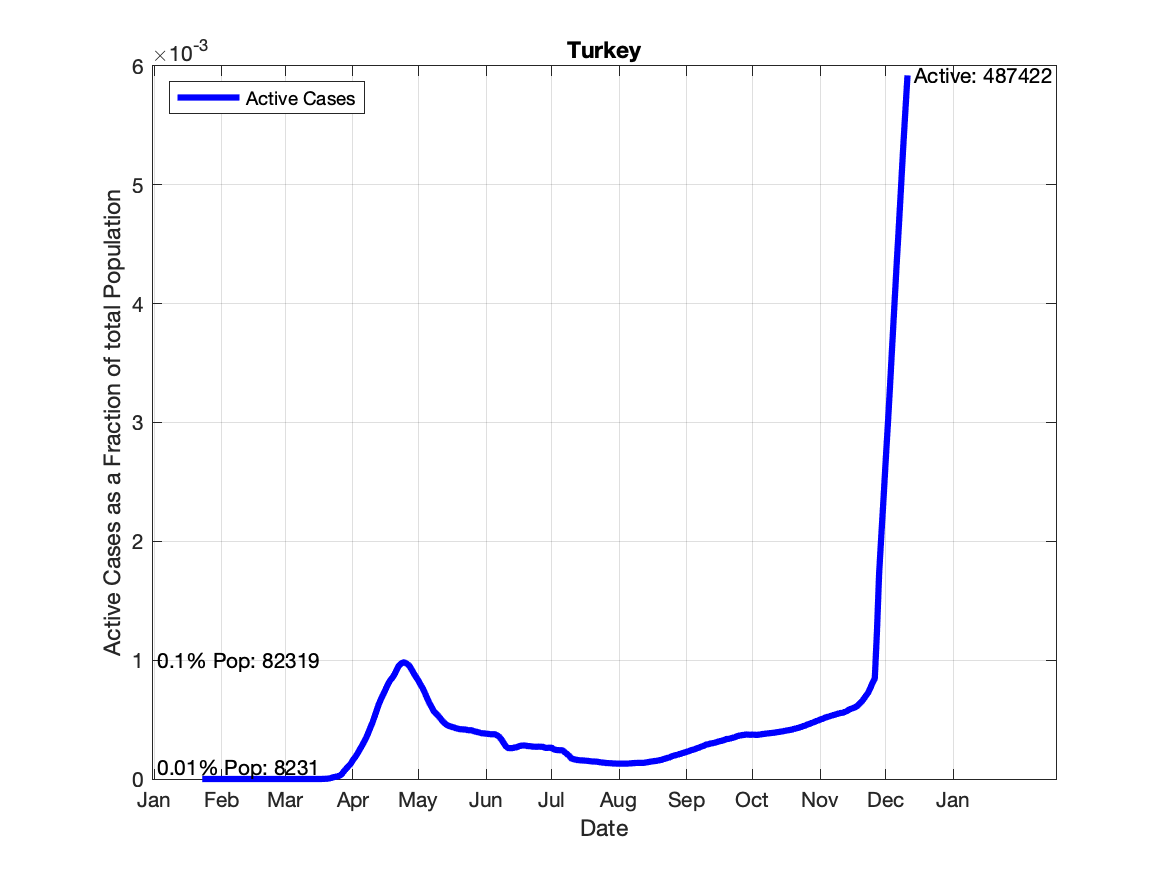 Turkey
×10-3
6
5
4
3
2
1
0
Active Cases as a Fraction of total Population
Active Cases
Active: 487422
0.1% Pop: 82319
0.01% Pop: 8231
Jan Feb Mar Apr May Jun Jul Aug Sep Oct Nov Dec Jan
Date